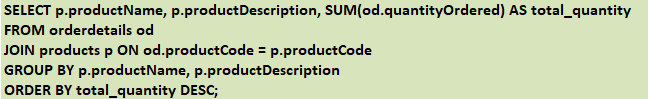 SELECT p.productName, p.productDescription, SUM(od.quantityOrdered) AS total_quantity
FROM orderdetails od
JOIN products p ON od.productCode = p.productCode
GROUP BY p.productName, p.productDescription
ORDER BY total_quantity DESC;